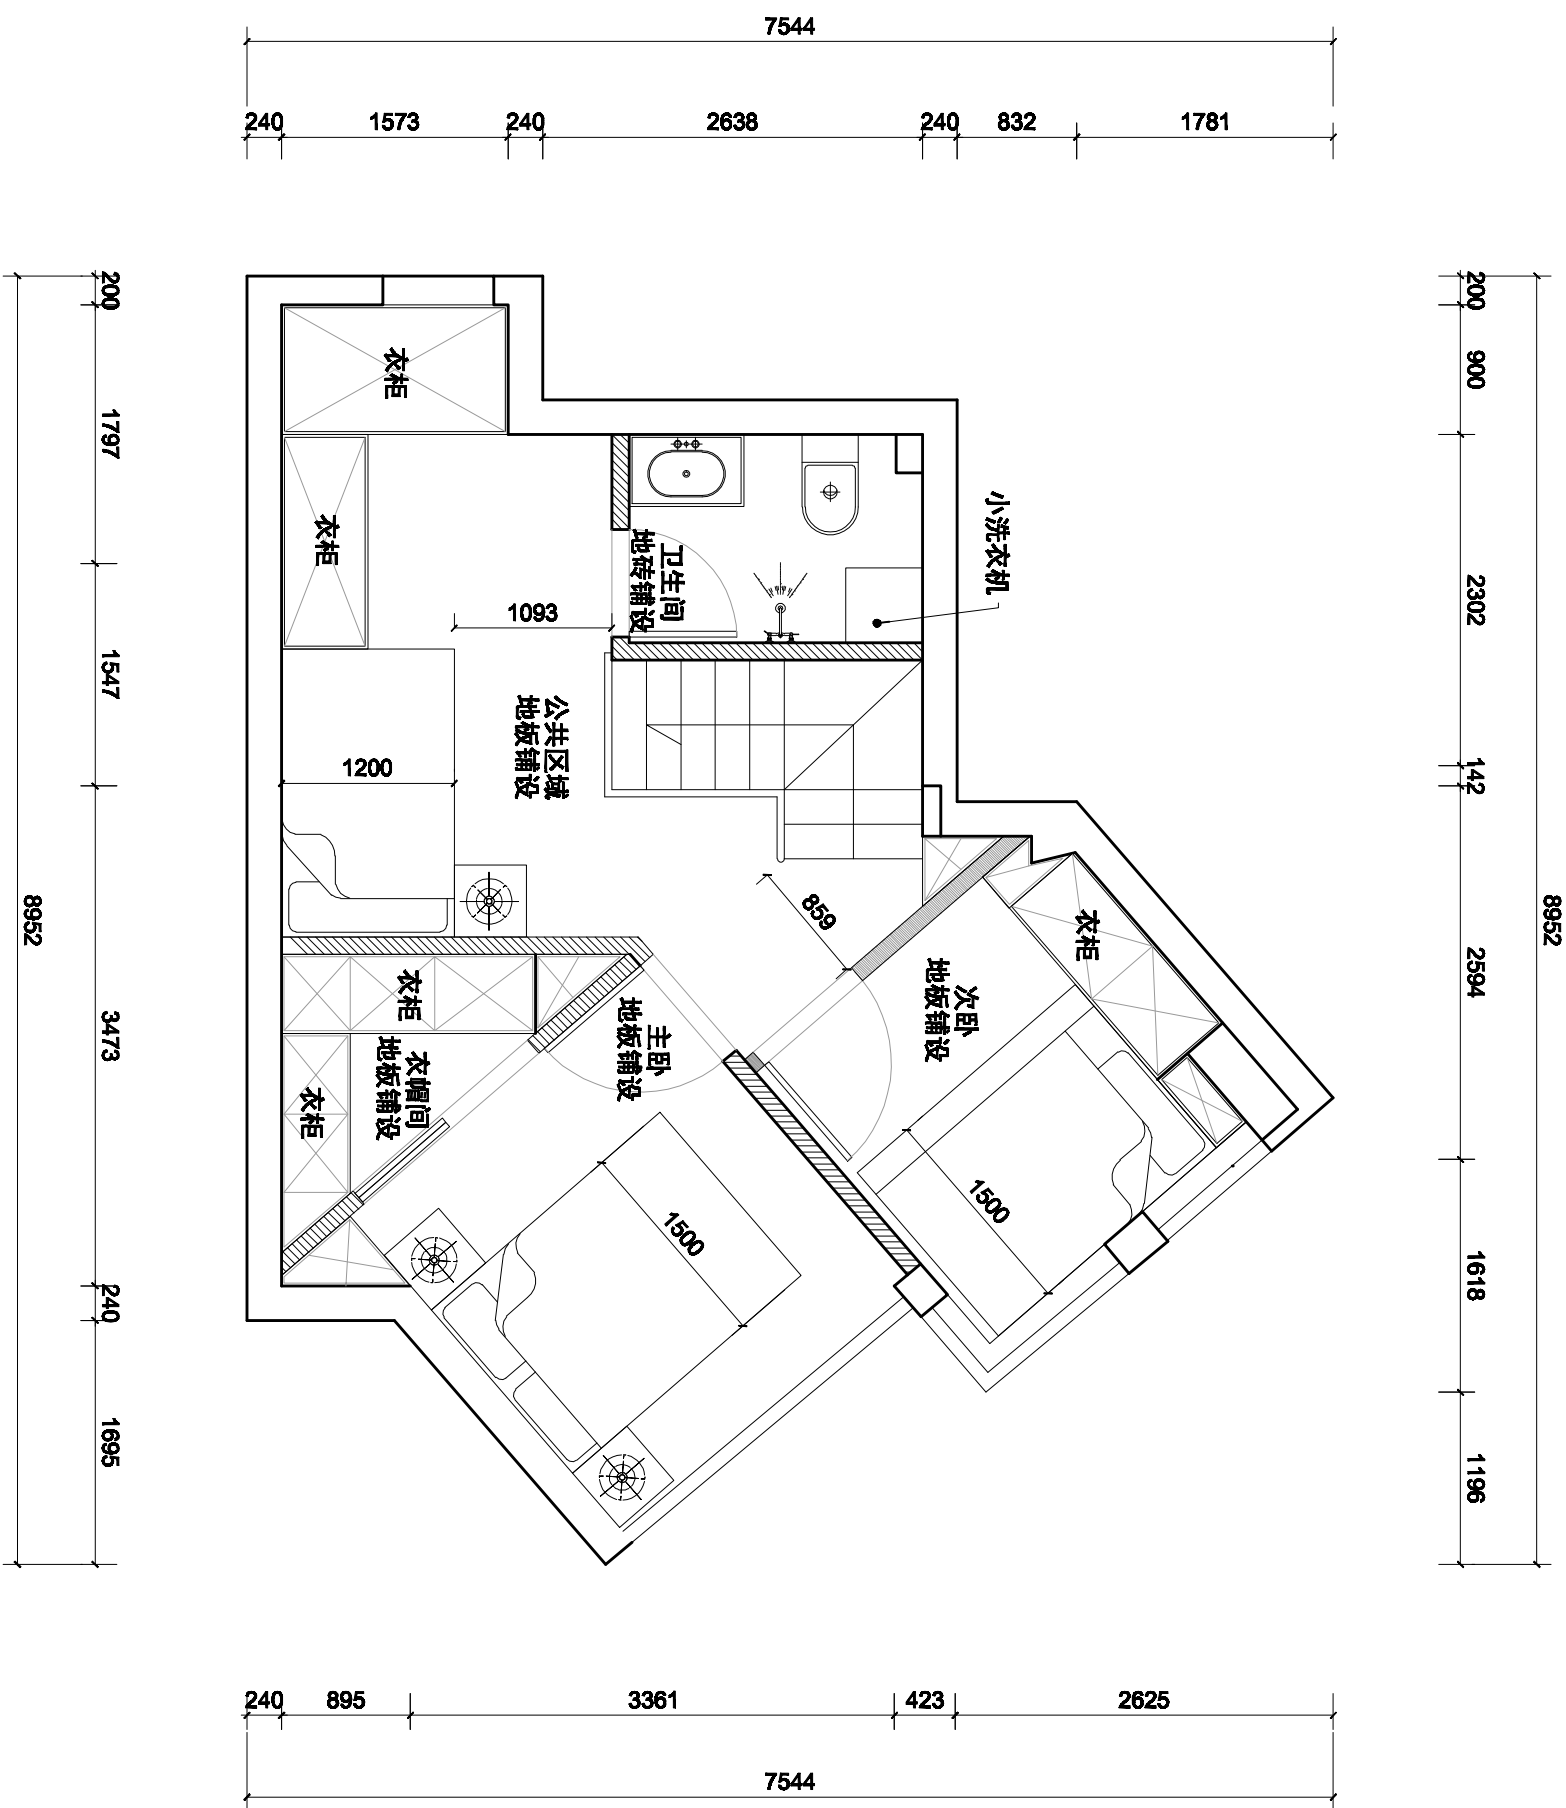 7544
240
1573
240
2638
240
832
1781
200
1797
1547
3473
240
1695
8952
200
900
2302
142
2594
1618
1196
8952
衣柜
衣柜
小洗衣机
卫生间
地砖铺设
1093
公共区域
地板铺设
1200
859
衣柜
次卧
地板铺设
衣柜
主卧
地板铺设
衣帽间
地板铺设
衣柜
1500
1500
240
895
3361
423
2625
7544